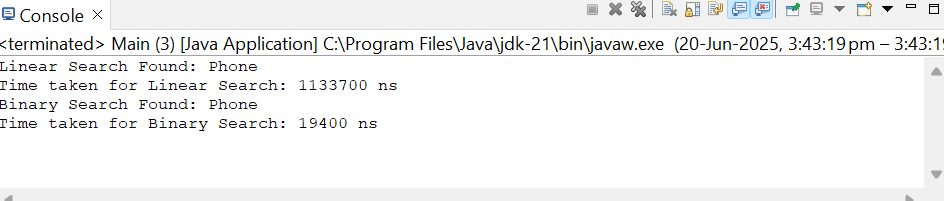 Console
<terminated> Main (3) [Java Application] C:\Program Files\Java\jdk-21\bin\javaw.exe (20-Jun-2025, 3:43:19 pm – 3:43:19
Linear Search Found: Phone
Time taken for Linear Search: 1133700 ns
Binary Search Found: Phone
Time taken for Binary Search: 19400 ns